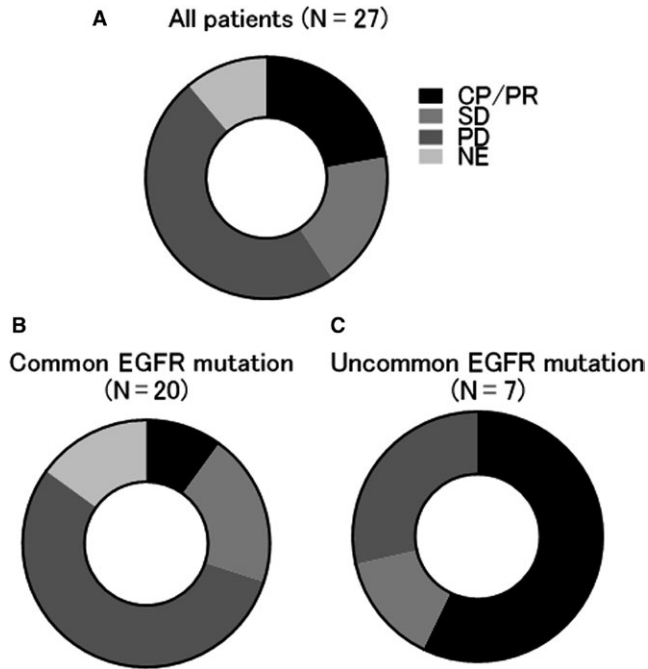 A
All patients (N = 27)
CP/PR
SD
PD
NE
B
Common EGFR mutation
(N = 20)
C
Uncommon EGFR mutation
(N = 7)